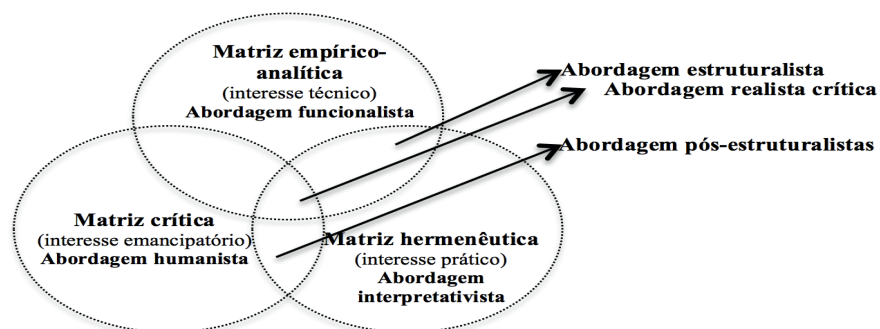 Matriz empírico-
analítica
(interesse técnico)
Abordagem funcionalista
Abordagem estruturalista
Abordagem realista crítica
Abordagem pós-estruturalistas
Matriz crítica
(interesse emancipatório)
Abordagem humanista
Matriz hermenêutica
(interesse prático)
Abordagem
interpretativista